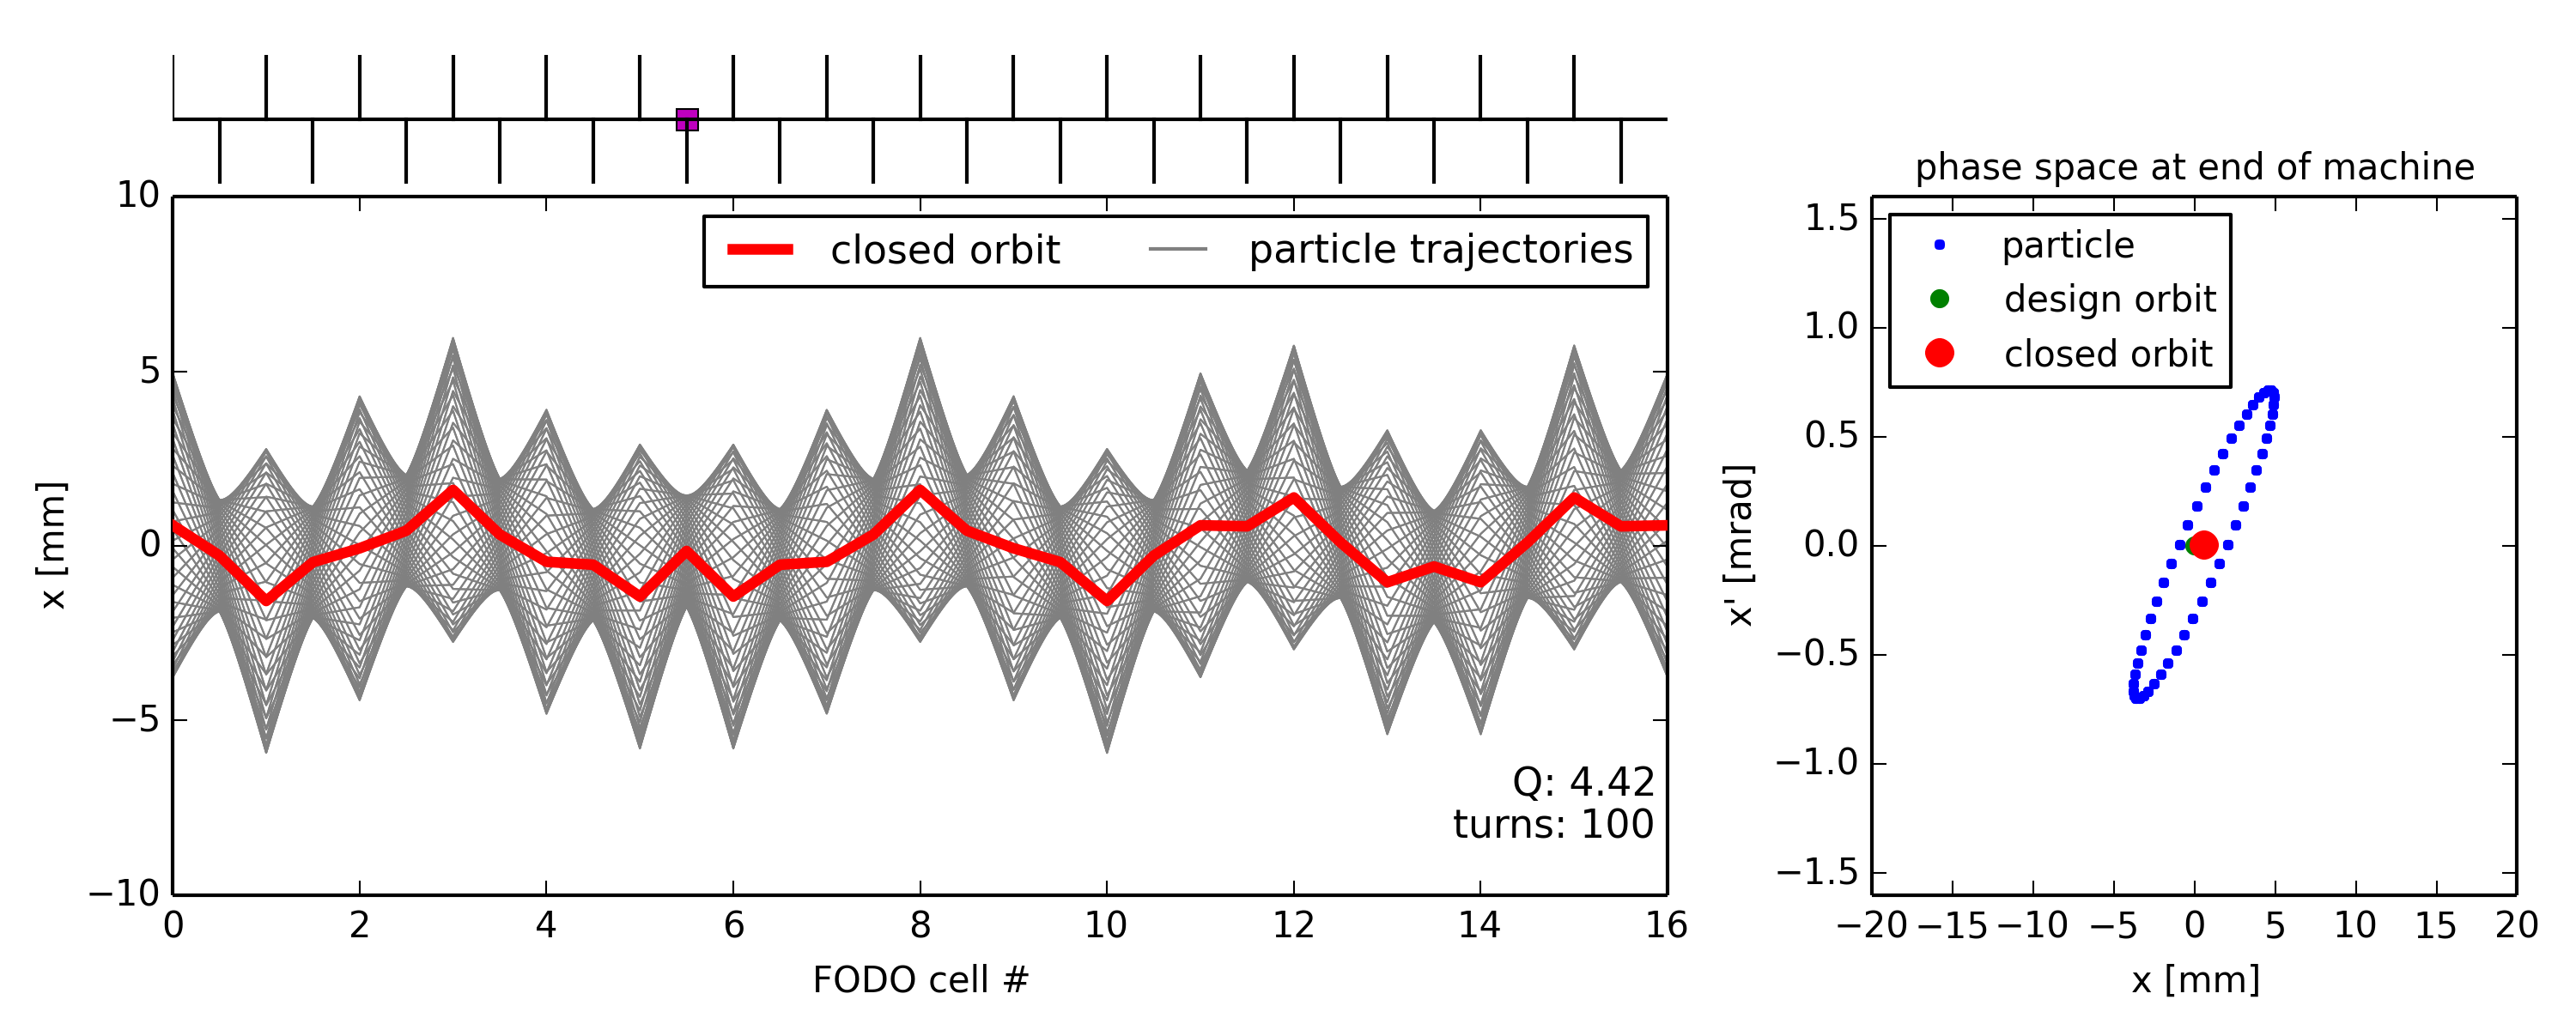 closed orbit
particle trajectories
10
5
0
−5
−10
x [mm]
Q: 4.42
turns: 100
0 2 4 6 8 10 12 14 16
FODO cell #
phase space at end of machine
particle
design orbit
closed orbit
1.5
1.0
0.5
0.0
−0.5
−1.0
−1.5
x' [mrad]
−20 −15 −10 −5 0 5 10 15 20
x [mm]